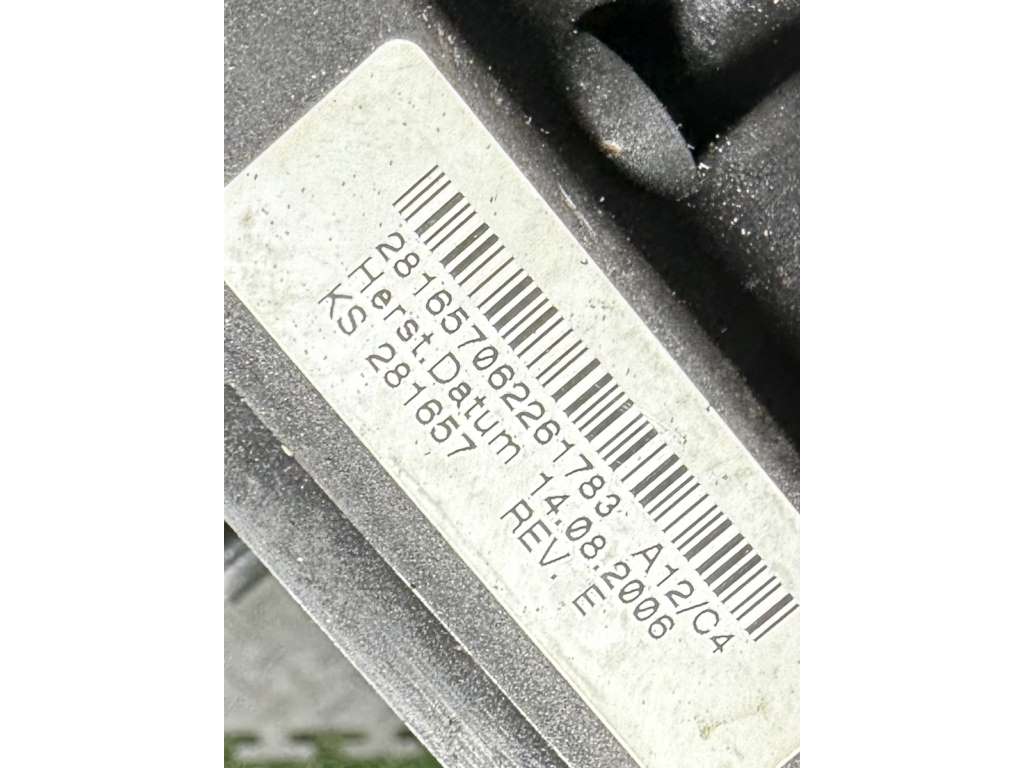 281657062261783 A12/C4
Herst.Datum 14.08.2006
KS 281657 REV. E